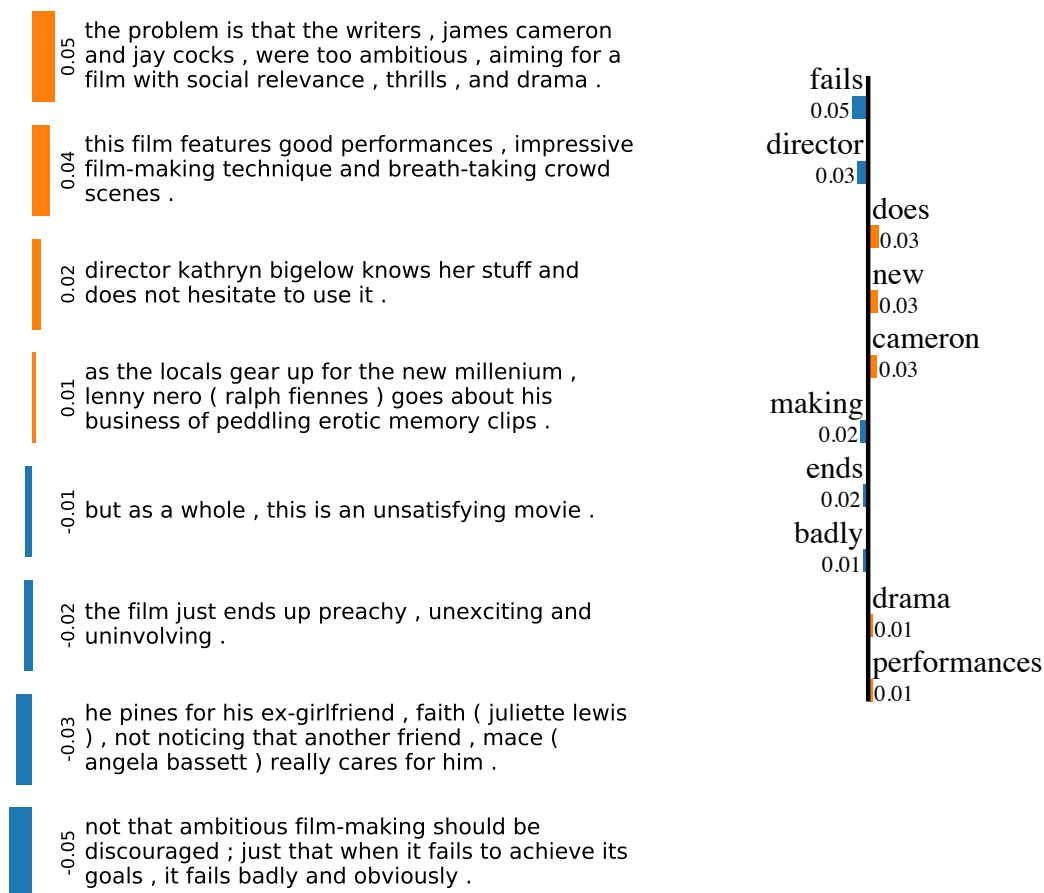 0.05
the problem is that the writers , james cameron
and jay cocks , were too ambitious , aiming for a
film with social relevance , thrills , and drama .
0.04
this film features good performances , impressive
film-making technique and breath-taking crowd
scenes .
0.02
director kathryn bigelow knows her stuff and
does not hesitate to use it .
0.01
as the locals gear up for the new millenium ,
lenny nero ( ralph fiennes ) goes about his
business of peddling erotic memory clips .
-0.01
but as a whole , this is an unsatisfying movie .
-0.02
the film just ends up preachy , unexciting and
uninvolving .
-0.03
he pines for his ex-girlfriend , faith ( juliette lewis
) , not noticing that another friend , mace (
angela bassett ) really cares for him .
-0.05
not that ambitious film-making should be
discouraged ; just that when it fails to achieve its
goals , it fails badly and obviously .
fails
0.05
director
0.03
does
0.03
new
0.03
cameron
0.03
making
0.02
ends
0.02
badly
0.01
drama
0.01
performances
0.01